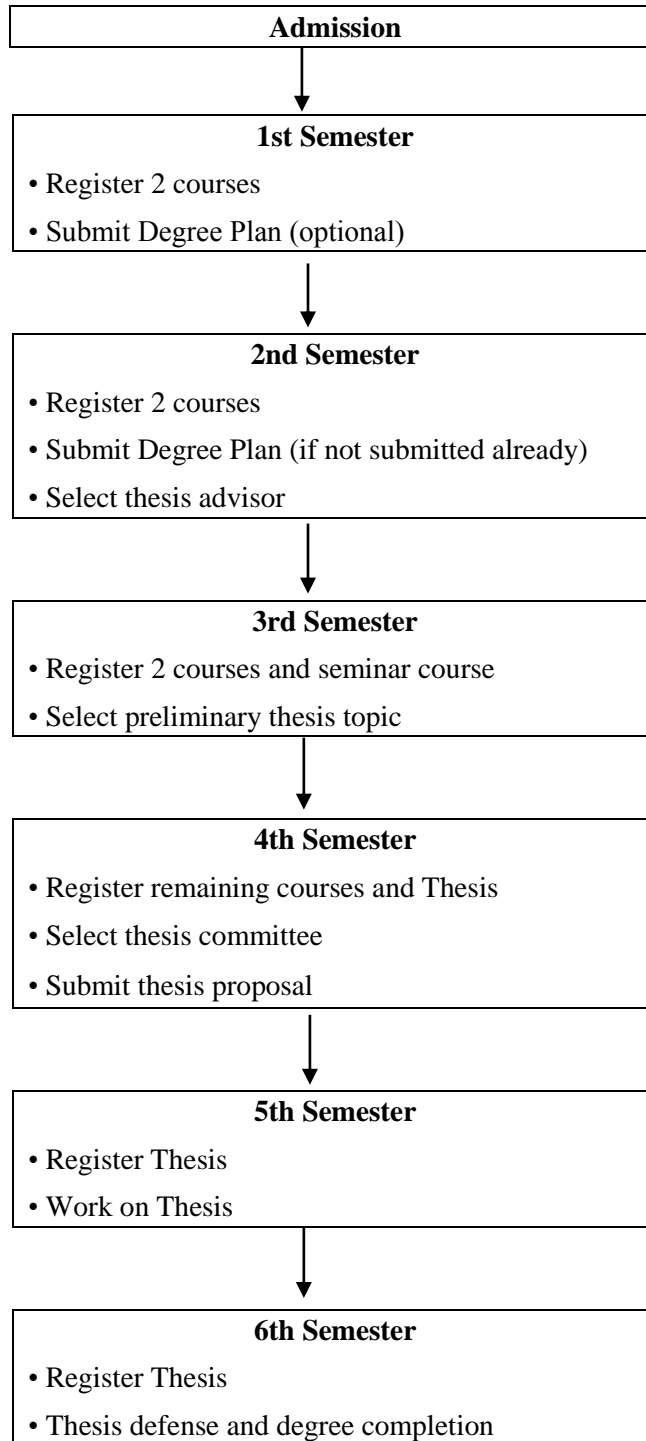 Admission
1st Semester
• Register 2 courses
• Submit Degree Plan (optional)
2nd Semester
• Register 2 courses
• Submit Degree Plan (if not submitted already)
• Select thesis advisor
3rd Semester
• Register 2 courses and seminar course
• Select preliminary thesis topic
4th Semester
• Register remaining courses and Thesis
• Select thesis committee
• Submit thesis proposal
5th Semester
• Register Thesis
• Work on Thesis
6th Semester
• Register Thesis
• Thesis defense and degree completion